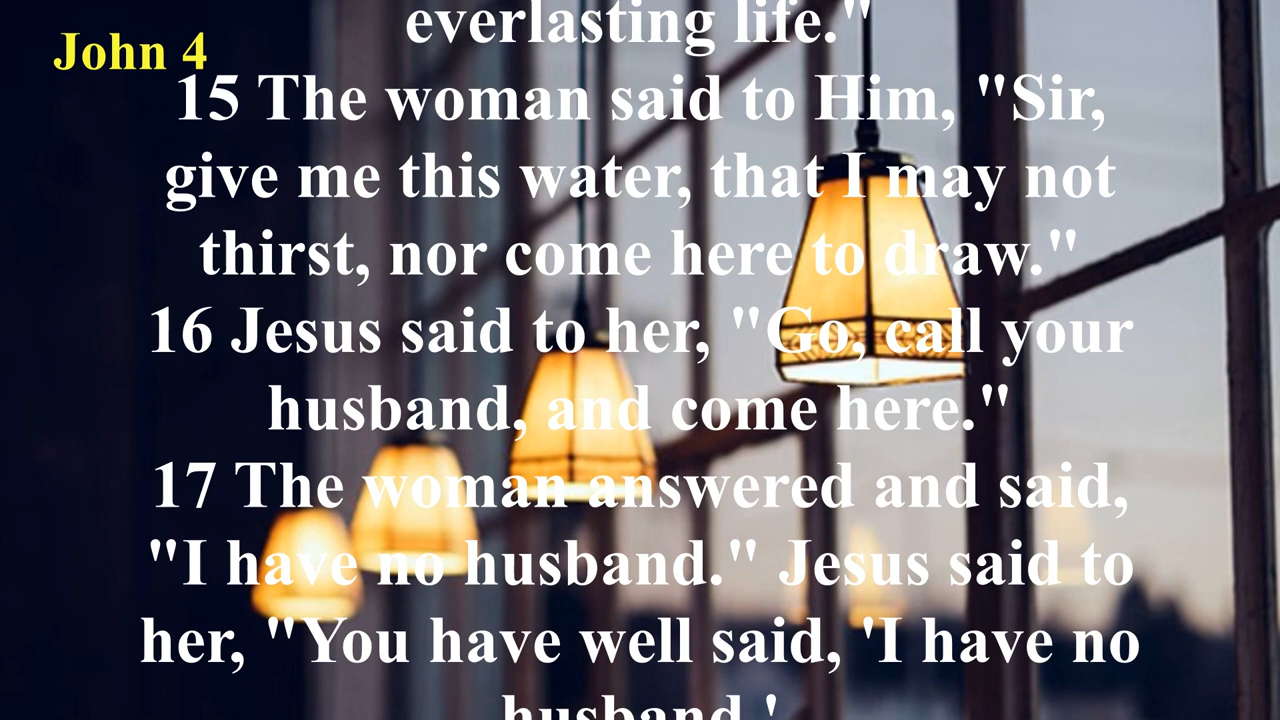 everlasting life."
John 4
15 The woman said to Him, "Sir,
give me this water, that I may not
thirst, nor come here to draw."
16 Jesus said to her, "Go, call your
husband, and come here."
17 The woman answered and said,
"I have no husband." Jesus said to
her, "You have well said, 'I have no
husband,'